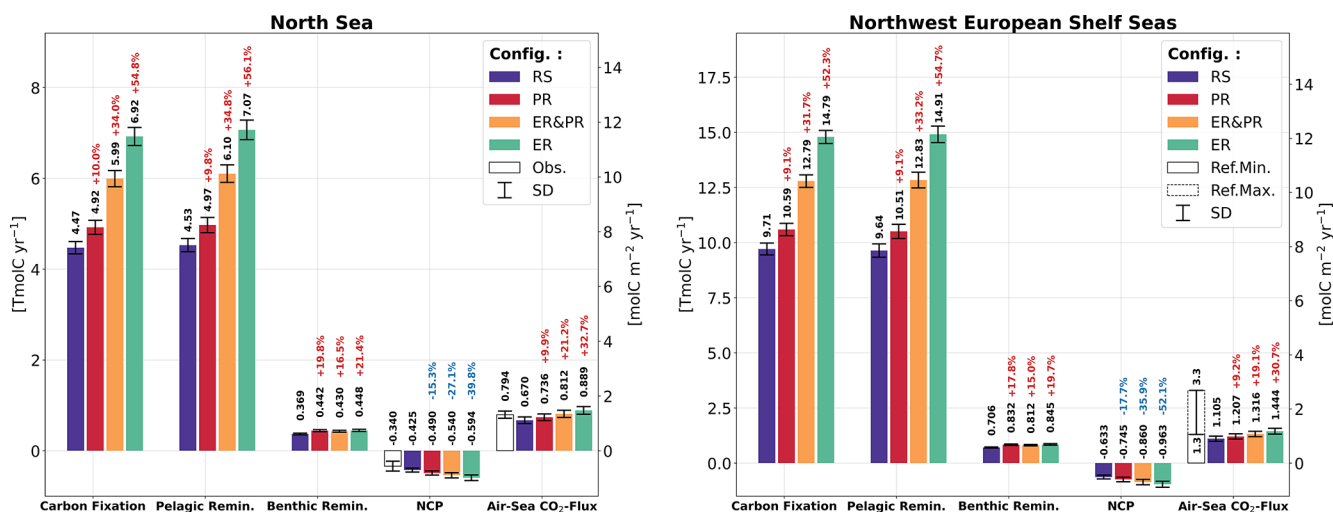 North Sea
[TmolC yr⁻¹]
8
6
4
2
0
14
12
10
8
6
4
2
0
[molC m⁻² yr⁻¹]
Config. :
RS
PR
ER&PR
ER
Obs.
SD
4.47
4.92 +10.0%
5.99 +34.0%
6.92 +54.8%
4.53
4.97 +9.8%
6.10 +34.8%
7.07 +56.1%
0.369
0.442 +19.8%
0.430 +16.5%
0.448 +21.4%
-0.340
-0.425
-0.490 -15.3%
-0.540 -27.1%
-0.594 -39.8%
0.794
0.670
0.736 +9.9%
0.812 +21.2%
0.889 +32.7%
Carbon Fixation
Pelagic Remin.
Benthic Remin.
NCP
Air-Sea CO₂-Flux
Northwest European Shelf Seas
[TmolC yr⁻¹]
17.5
15.0
12.5
10.0
7.5
5.0
2.5
0.0
14
12
10
8
6
4
2
0
[molC m⁻² yr⁻¹]
Config. :
RS
PR
ER&PR
ER
Ref.Min.
Ref.Max.
SD
9.71
10.59 +9.1%
12.79 +31.7%
14.79 +52.3%
9.64
10.51 +9.1%
12.83 +33.2%
14.91 +54.7%
0.706
0.832 +17.8%
0.812 +15.0%
0.845 +19.7%
-0.633
-0.745 -17.7%
-0.860 -35.9%
-0.963 -52.1%
3.3
1.3
1.105
1.207 +9.2%
1.316 +19.1%
1.444 +30.7%
Carbon Fixation
Pelagic Remin.
Benthic Remin.
NCP
Air-Sea CO₂-Flux